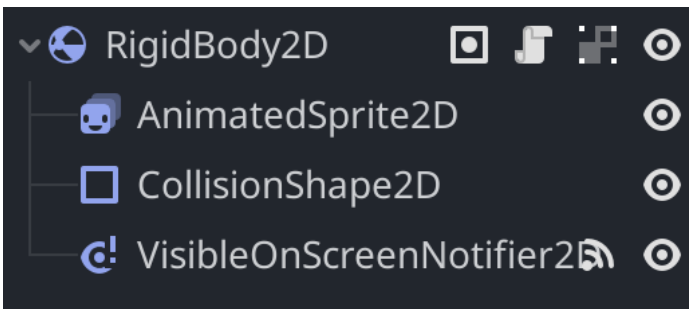 RigidBody2D
AnimatedSprite2D
CollisionShape2D
VisibleOnScreenNotifier2D